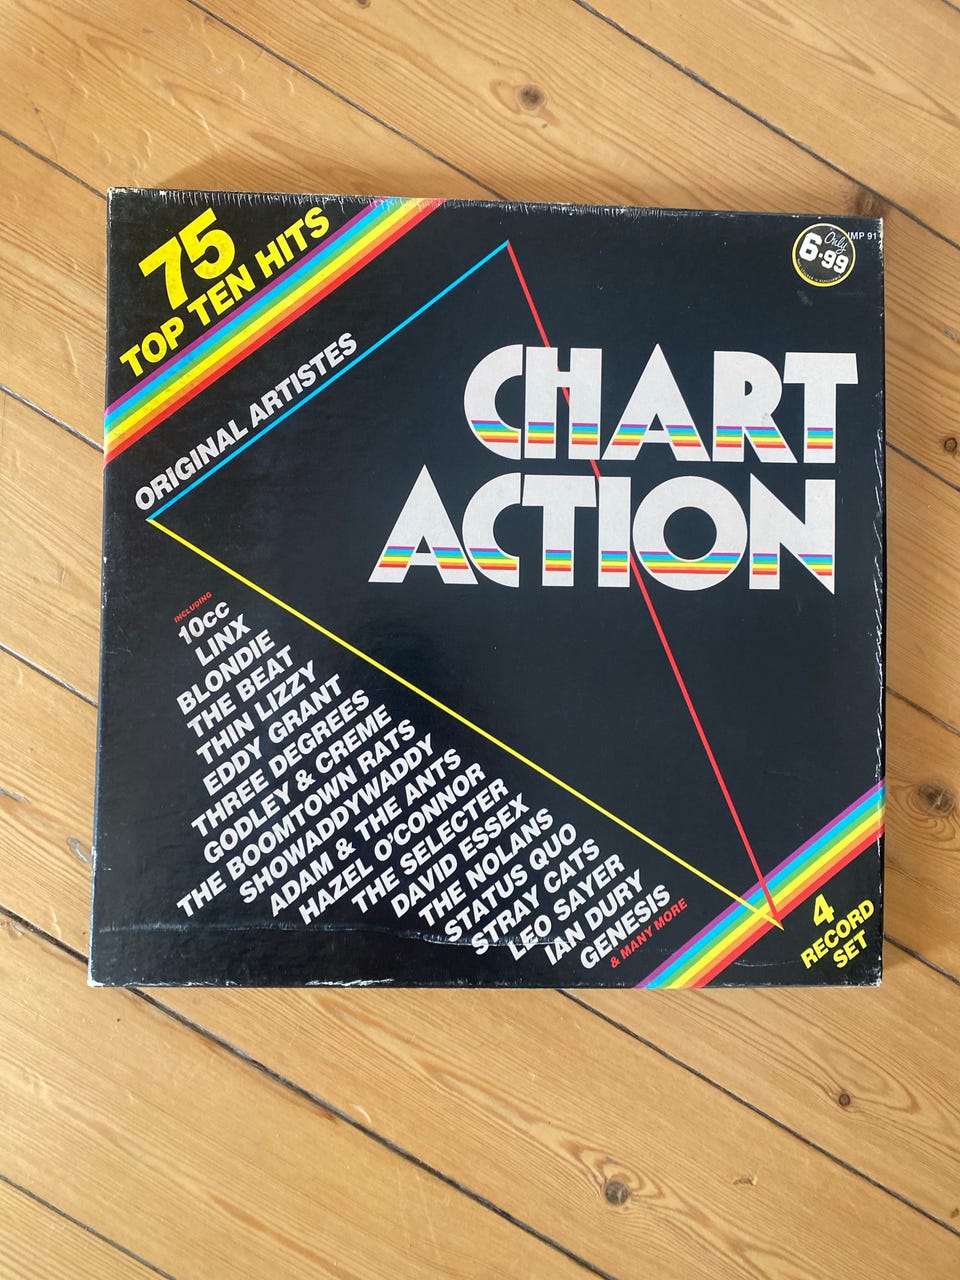 75
TOP TEN HITS
ORIGINAL ARTISTES
Only
6·99
IMP 91
CHART
ACTION
INCLUDING
10cc
LINX
BLONDIE
THE BEAT
THIN LIZZY
EDDY GRANT
THREE DEGREES
GODLEY & CREME
THE BOOMTOWN RATS
SHOWADDYWADDY
ADAM & THE ANTS
HAZEL O'CONNOR
THE SELECTER
DAVID ESSEX
THE NOLANS
STATUS QUO
STRAY CATS
LEO SAYER
IAN DURY
GENESIS
& MANY MORE
4
RECORD
SET